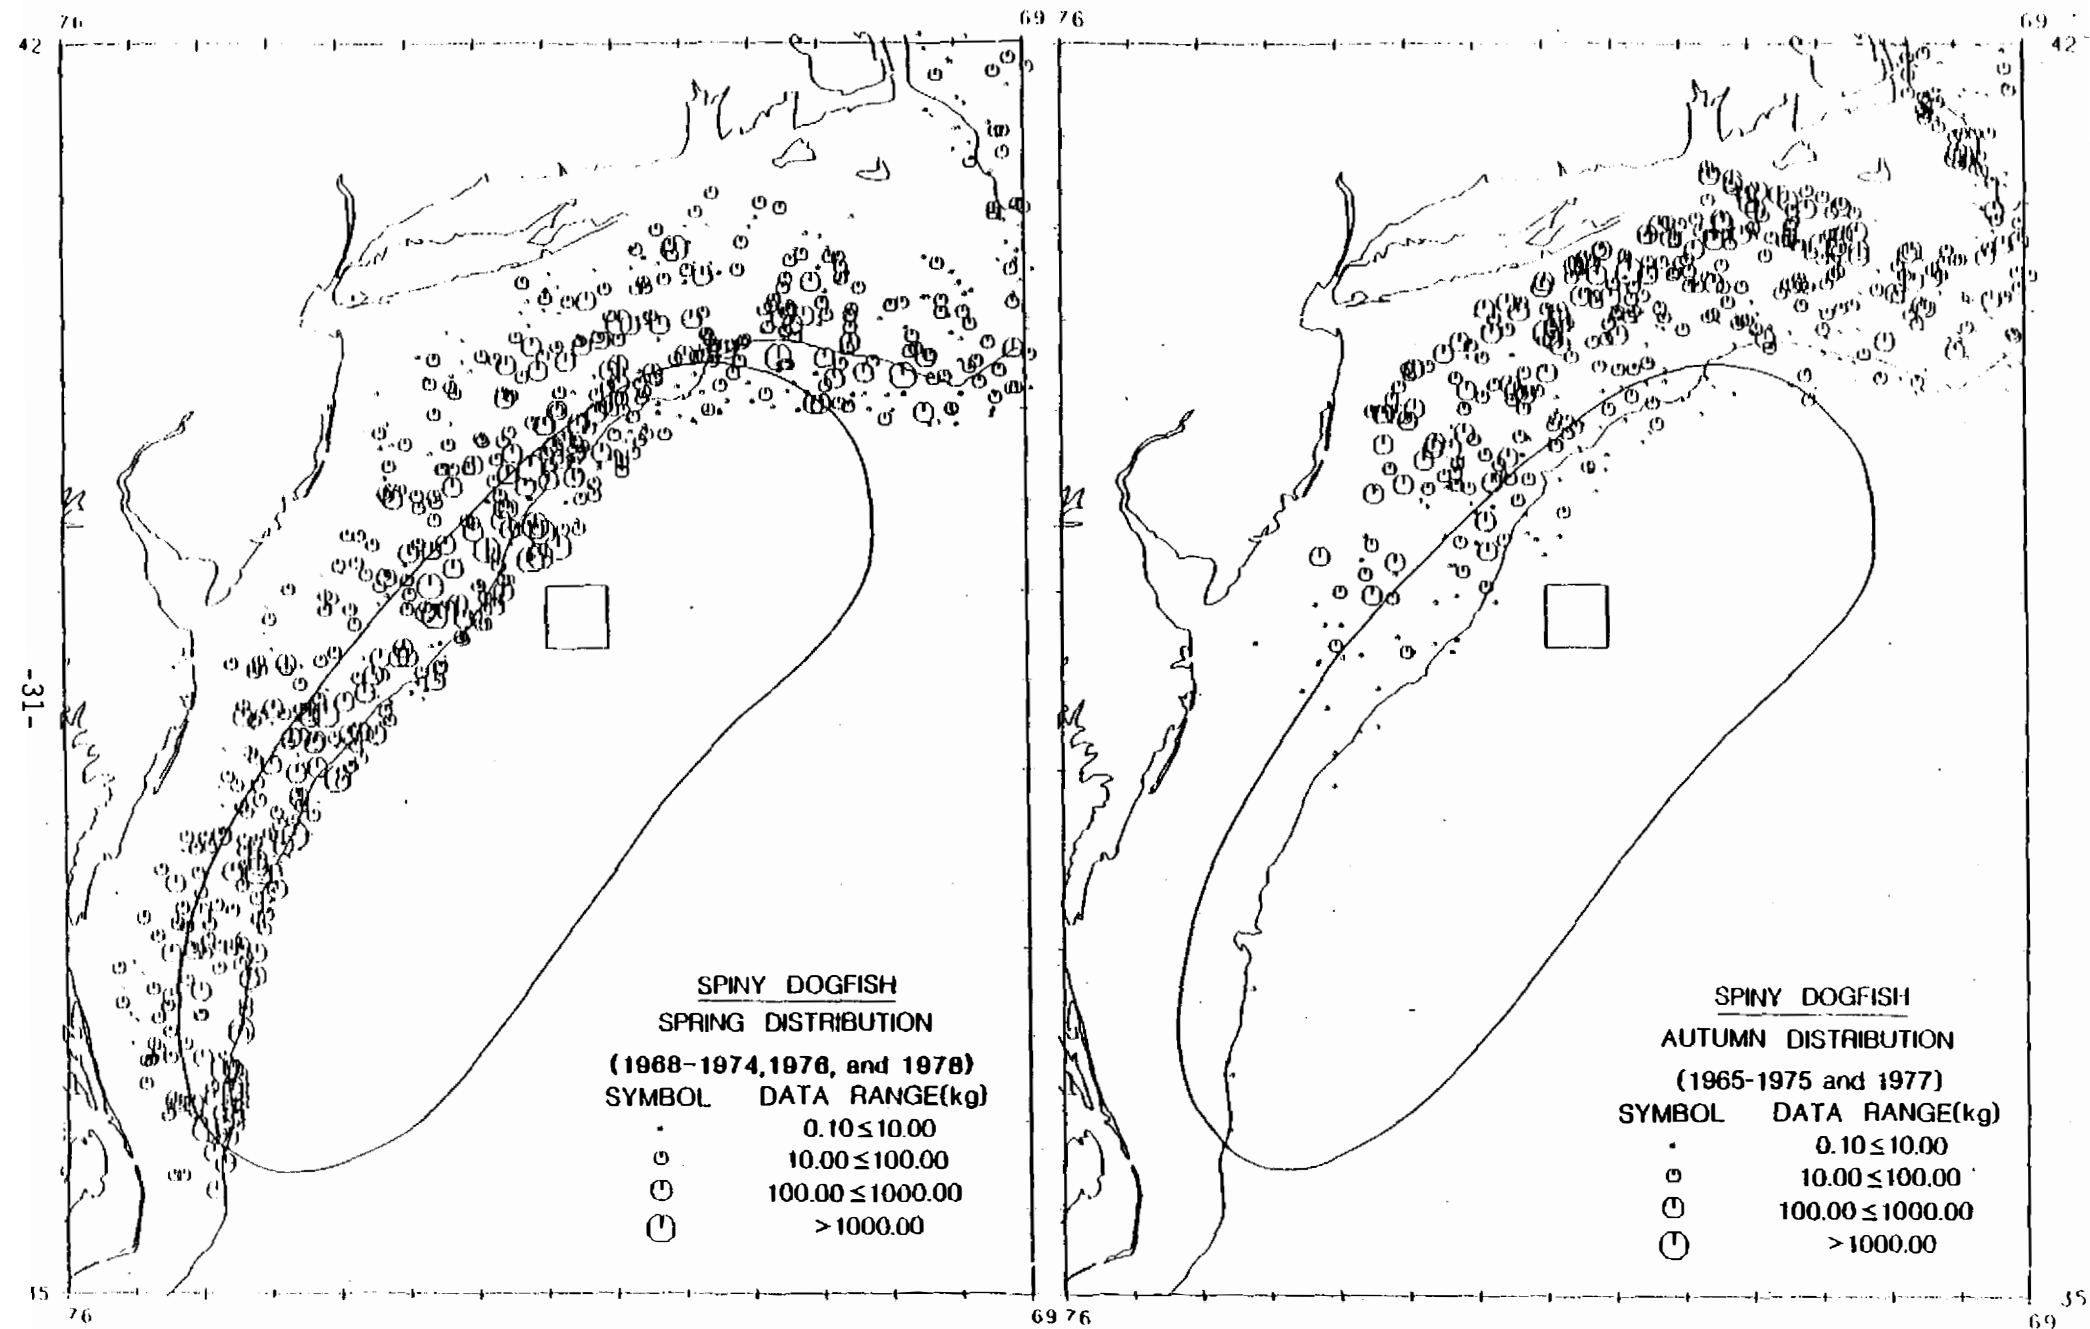 76
69 76
69
42
42
-31-
SPINY DOGFISH
SPRING DISTRIBUTION
(1968-1974,1976, and 1978)
SYMBOL DATA RANGE(kg)
0.10≤10.00
10.00≤100.00
100.00≤1000.00
>1000.00
SPINY DOGFISH
AUTUMN DISTRIBUTION
(1965-1975 and 1977)
SYMBOL DATA RANGE(kg)
0.10≤10.00
10.00≤100.00
100.00≤1000.00
>1000.00
35
35
76
69 76
69